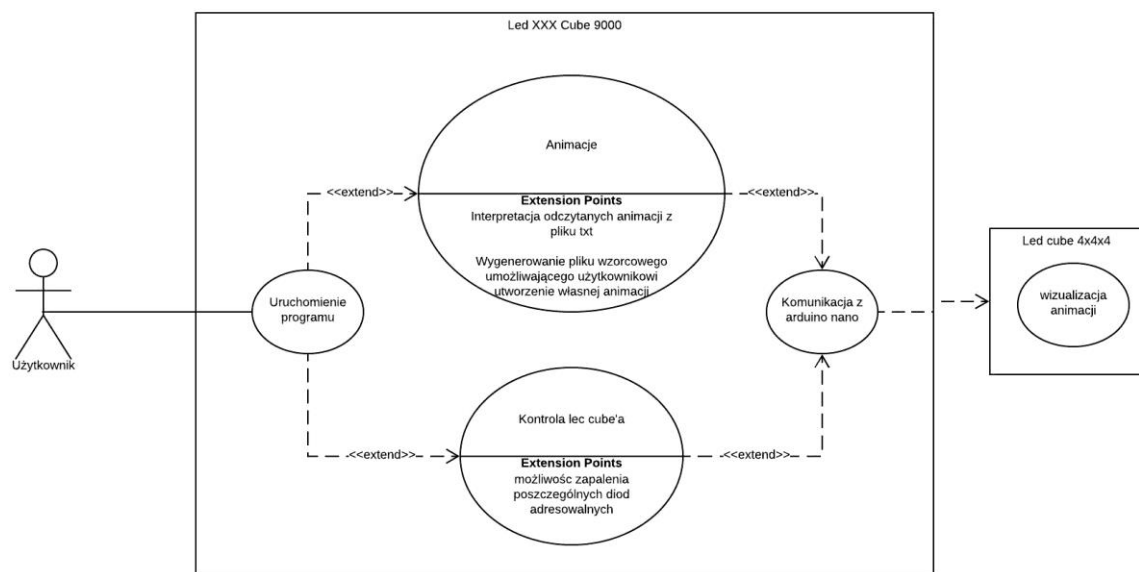 Led XXX Cube 9000
Animacje
<<extend>>
<<extend>>
Extension Points
Interpretacja odczytanych animacji z
pliku txt
Wygenerowanie pliku wzorcowego
umożliwiającego użytkownikowi
utworzenie własnej animacji
Led cube 4x4x4
Uruchomienie
programu
Komunikacja z
arduino nano
wizualizacja
animacji
Użytkownik
Kontrola lec cube'a
<<extend>>
<<extend>>
Extension Points
możliwośc zapalenia
poszczególnych diod
adresowalnych